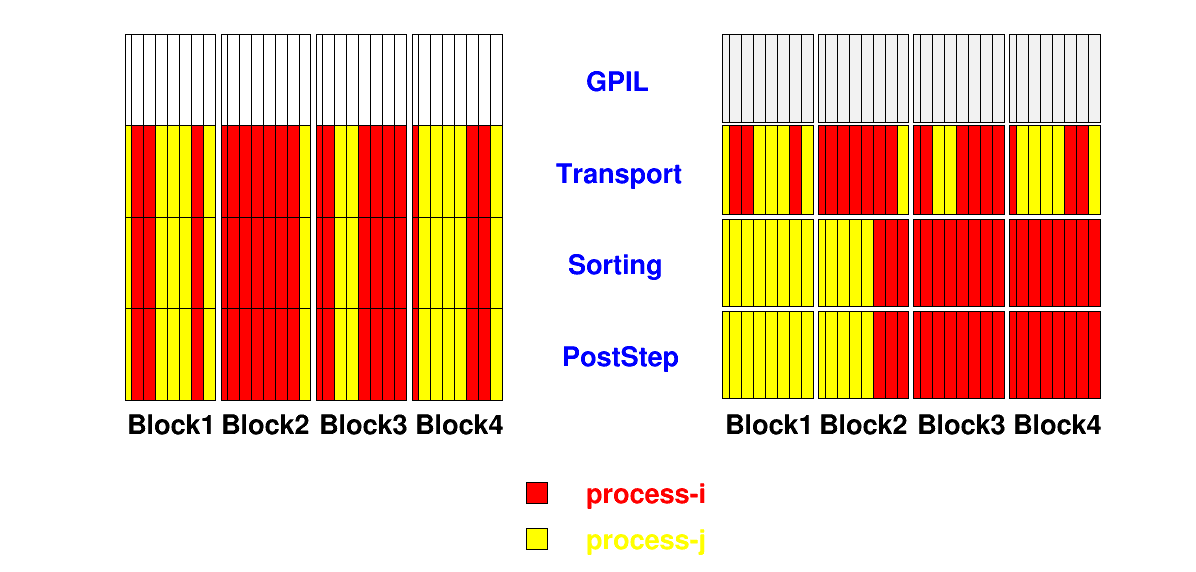 GPIL
Transport
Sorting
PostStep
Block1 Block2 Block3 Block4
Block1 Block2 Block3 Block4
process-i
process-j